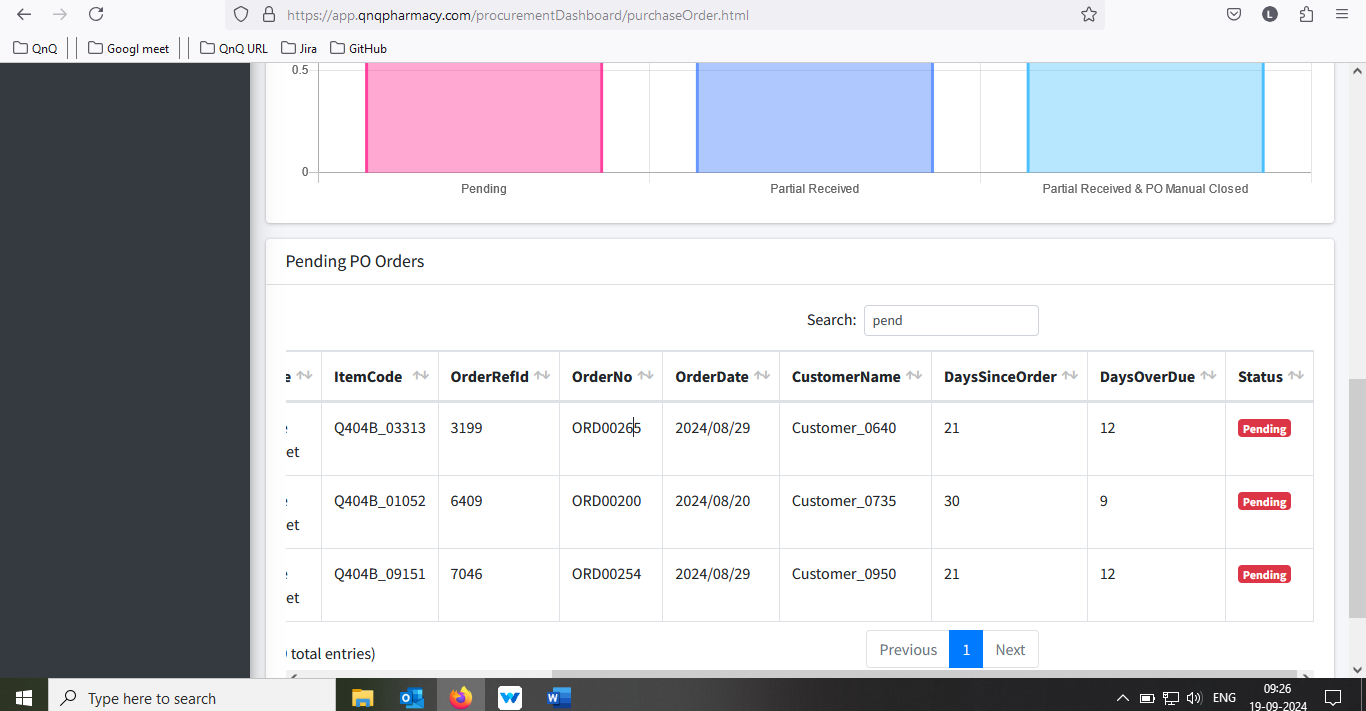 https://app.qnqpharmacy.com/procurementDashboard/purchaseOrder.html
L
QnQ
Googl meet
QnQ URL
Jira
GitHub
0.5
0
Pending Partial Received Partial Received & PO Manual Closed
Pending PO Orders
Search: pend
e ItemCode OrderRefId OrderNo OrderDate CustomerName DaysSinceOrder DaysOverDue Status
Q404B_03313 3199 ORD00265 2024/08/29 Customer_0640 21 12 Pending
et
Q404B_01052 6409 ORD00200 2024/08/20 Customer_0735 30 9 Pending
et
Q404B_09151 7046 ORD00254 2024/08/29 Customer_0950 21 12 Pending
et
total entries)
Previous 1 Next
Type here to search
ENG
09:26
19-09-2024